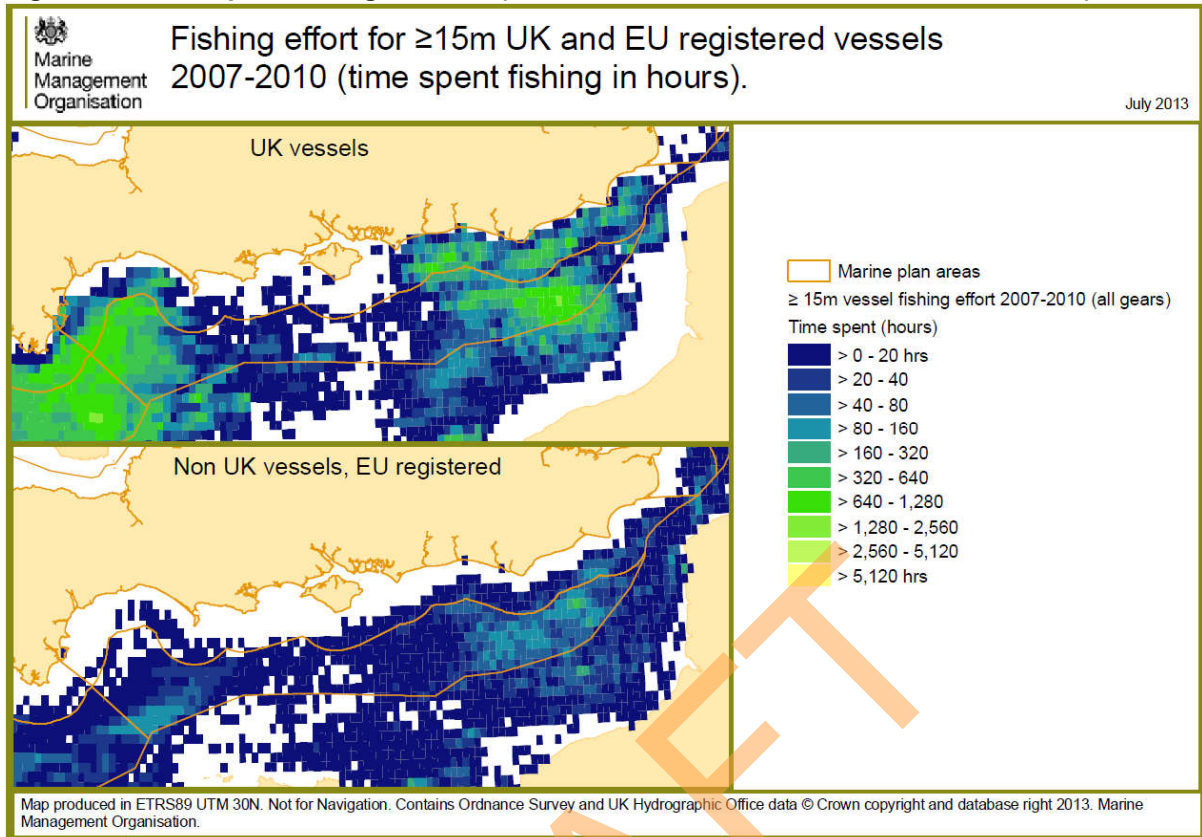 Marine
Management
Organisation
Fishing effort for ≥15m UK and EU registered vessels
2007-2010 (time spent fishing in hours).
July 2013
UK vessels
Non UK vessels, EU registered
Marine plan areas
≥ 15m vessel fishing effort 2007-2010 (all gears)
Time spent (hours)
> 0 - 20 hrs
> 20 - 40
> 40 - 80
> 80 - 160
> 160 - 320
> 320 - 640
> 640 - 1,280
> 1,280 - 2,560
> 2,560 - 5,120
> 5,120 hrs
Map produced in ETRS89 UTM 30N. Not for Navigation. Contains Ordnance Survey and UK Hydrographic Office data © Crown copyright and database right 2013. Marine
Management Organisation.